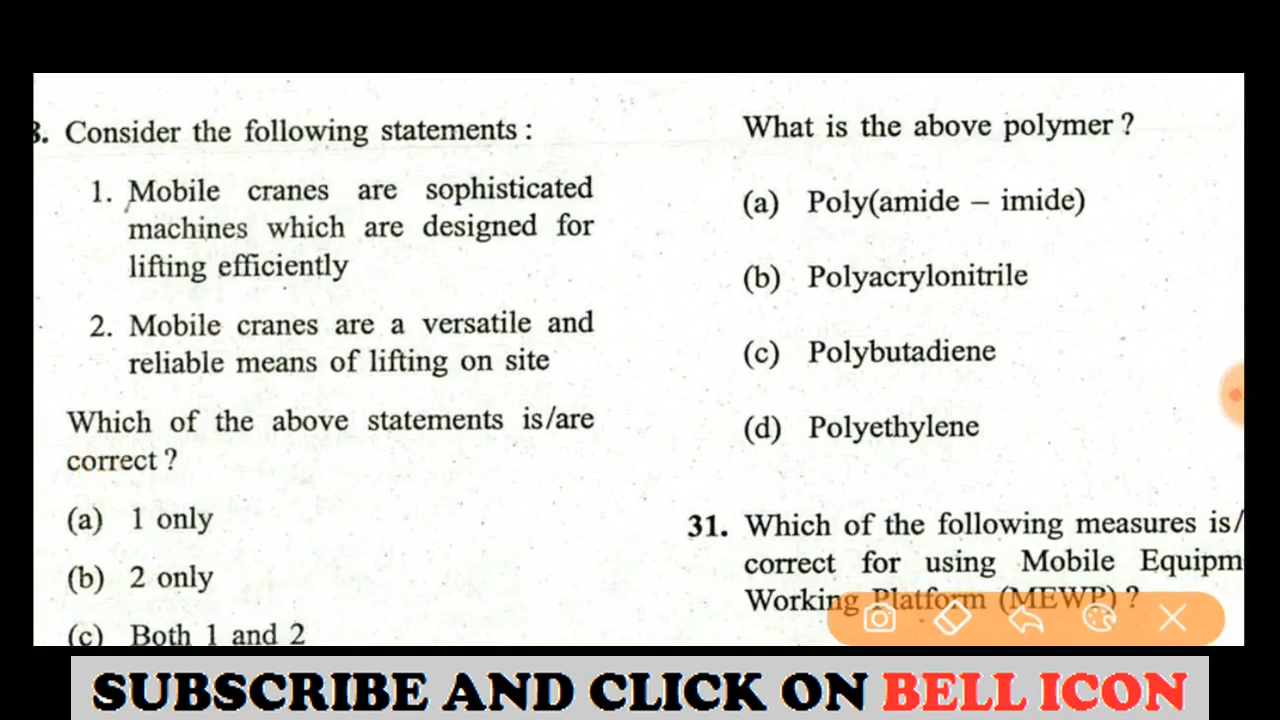 3. Consider the following statements :
1. Mobile cranes are sophisticated
machines which are designed for
lifting efficiently
2. Mobile cranes are a versatile and
reliable means of lifting on site
Which of the above statements is/are
correct ?
(a) 1 only
(b) 2 only
(c) Both 1 and 2
What is the above polymer ?
(a) Poly(amide – imide)
(b) Polyacrylonitrile
(c) Polybutadiene
(d) Polyethylene
31. Which of the following measures is/
correct for using Mobile Equipm
Working Platform (MEWP) ?
SUBSCRIBE AND CLICK ON BELL ICON